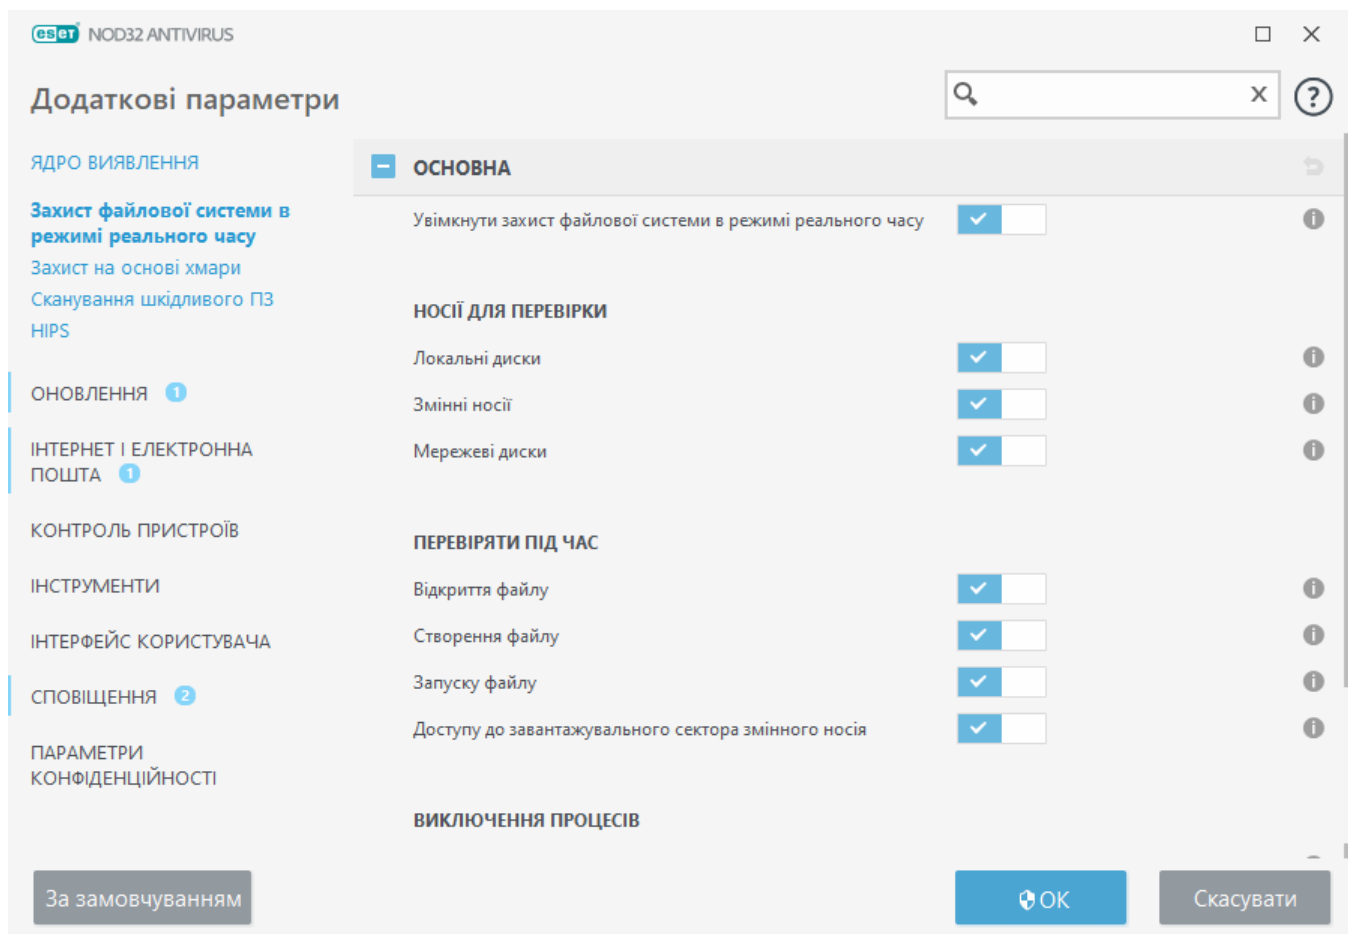 eset NOD32 ANTIVIRUS
Додаткові параметри
X
?
ЯДРО ВИЯВЛЕННЯ
Захист файлової системи в
режимі реального часу
Захист на основі хмари
Сканування шкідливого ПЗ
HIPS
ОНОВЛЕННЯ 1
ІНТЕРНЕТ І ЕЛЕКТРОННА
ПОШТА 1
КОНТРОЛЬ ПРИСТРОЇВ
ІНСТРУМЕНТИ
ІНТЕРФЕЙС КОРИСТУВАЧА
СПОВІЩЕННЯ 2
ПАРАМЕТРИ
КОНФІДЕНЦІЙНОСТІ
ОСНОВНА
Увімкнути захист файлової системи в режимі реального часу
НОСІЇ ДЛЯ ПЕРЕВІРКИ
Локальні диски
Змінні носії
Мережеві диски
ПЕРЕВІРЯТИ ПІД ЧАС
Відкриття файлу
Створення файлу
Запуску файлу
Доступу до завантажувального сектора змінного носія
ВИКЛЮЧЕННЯ ПРОЦЕСІВ
За замовчуванням
OK
Скасувати